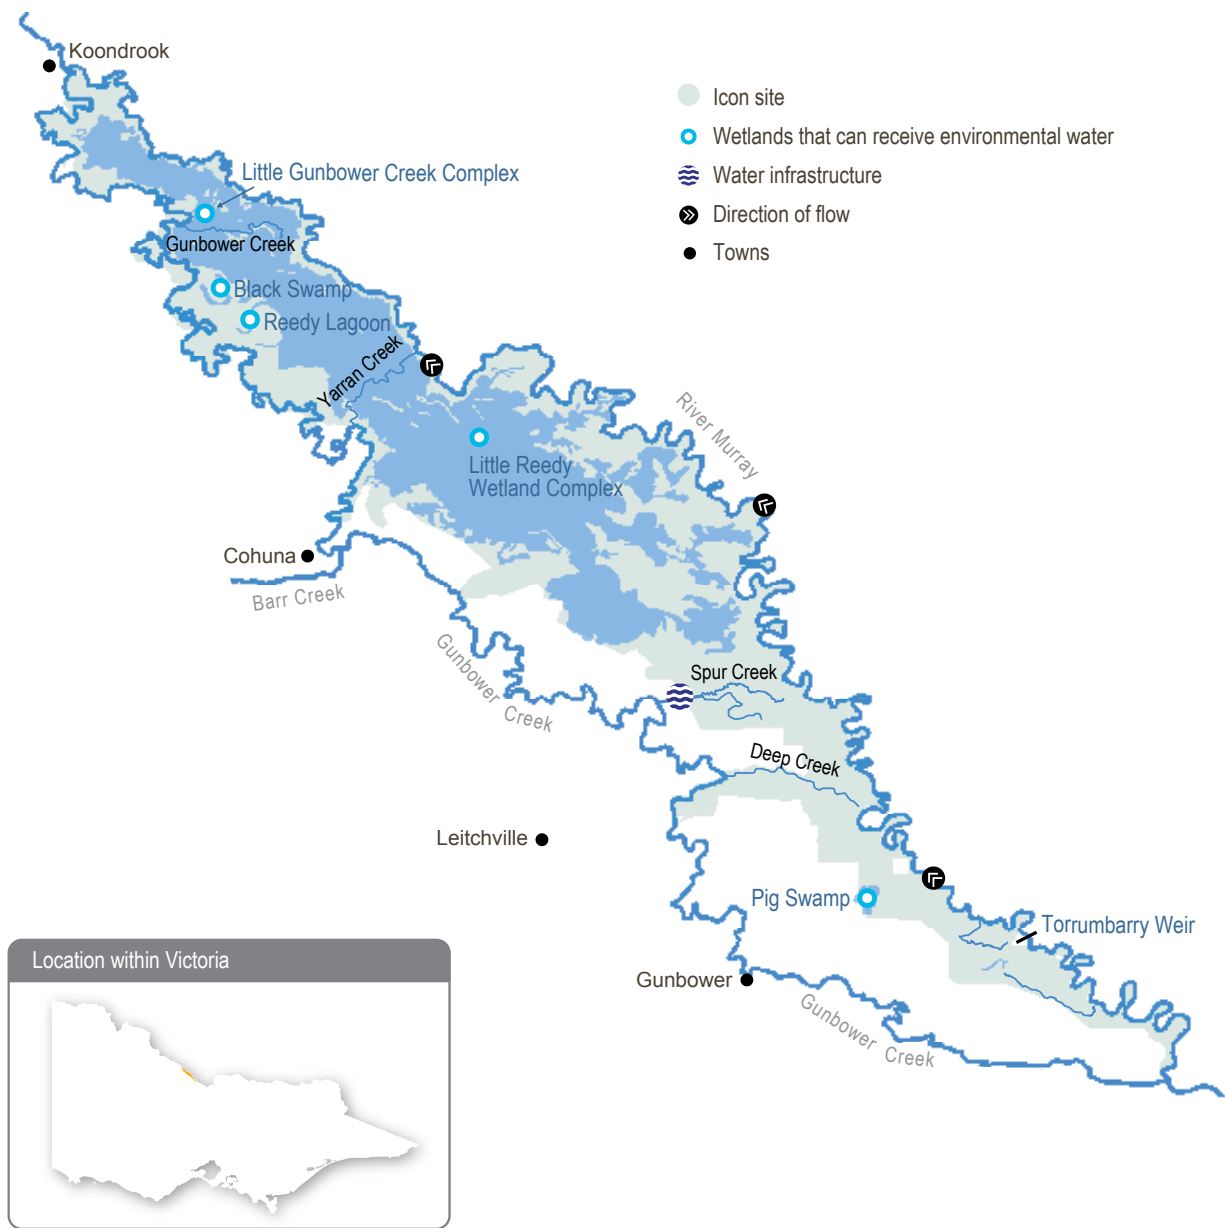 Koondrook
Icon site
Wetlands that can receive environmental water
Water infrastructure
Direction of flow
Towns
Little Gunbower Creek Complex
Gunbower Creek
Black Swamp
Reedy Lagoon
Yarran Creek
River Murray
Little Reedy
Wetland Complex
Cohuna
Barr Creek
Gunbower Creek
Spur Creek
Deep Creek
Leitchville
Pig Swamp
Torrumbarry Weir
Gunbower
Gunbower Creek
Location within Victoria